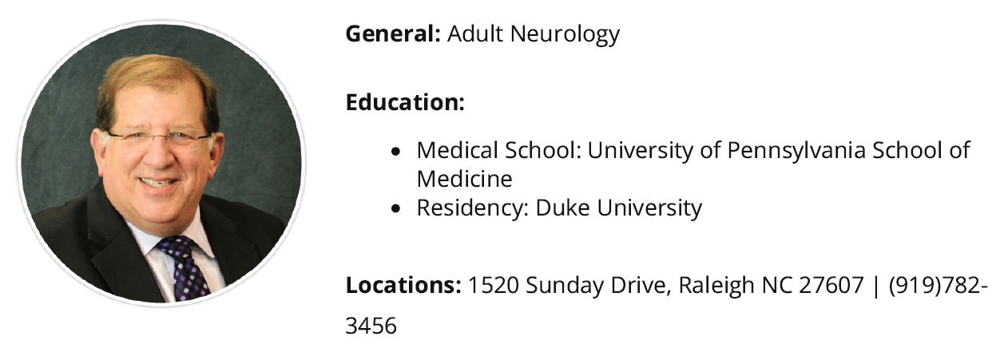 General: Adult Neurology
Education:
• Medical School: University of Pennsylvania School of
Medicine
• Residency: Duke University
Locations: 1520 Sunday Drive, Raleigh NC 27607 | (919)782-
3456